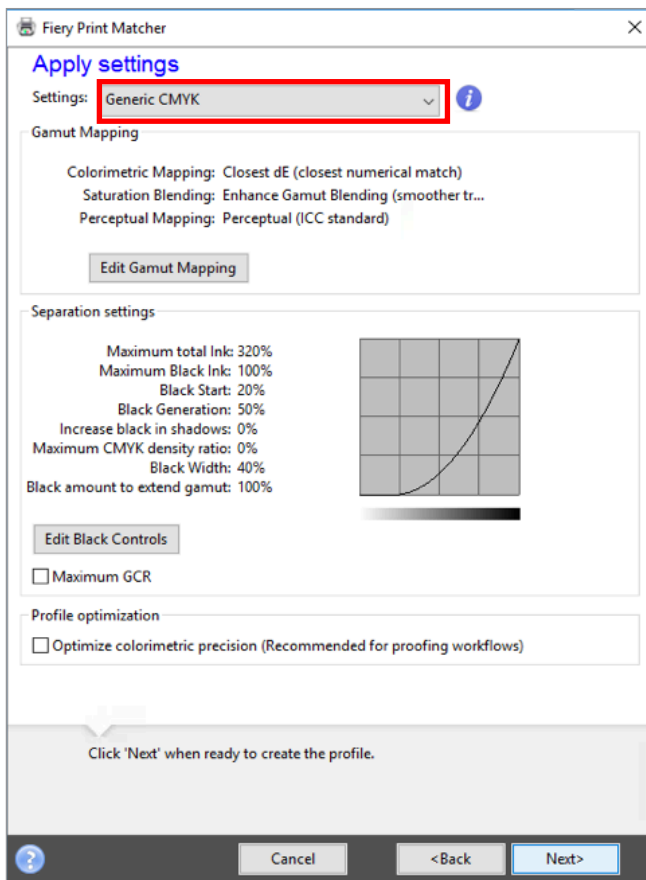 Fiery Print Matcher
Apply settings
Settings: Generic CMYK
Gamut Mapping
Colorimetric Mapping: Closest dE (closest numerical match)
Saturation Blending: Enhance Gamut Blending (smoother tr...
Perceptual Mapping: Perceptual (ICC standard)
Edit Gamut Mapping
Separation settings
Maximum total Ink: 320%
Maximum Black Ink: 100%
Black Start: 20%
Black Generation: 50%
Increase black in shadows: 0%
Maximum CMYK density ratio: 0%
Black Width: 40%
Black amount to extend gamut: 100%
Edit Black Controls
Maximum GCR
Profile optimization
Optimize colorimetric precision (Recommended for proofing workflows)
Click 'Next' when ready to create the profile.
Cancel <Back Next>